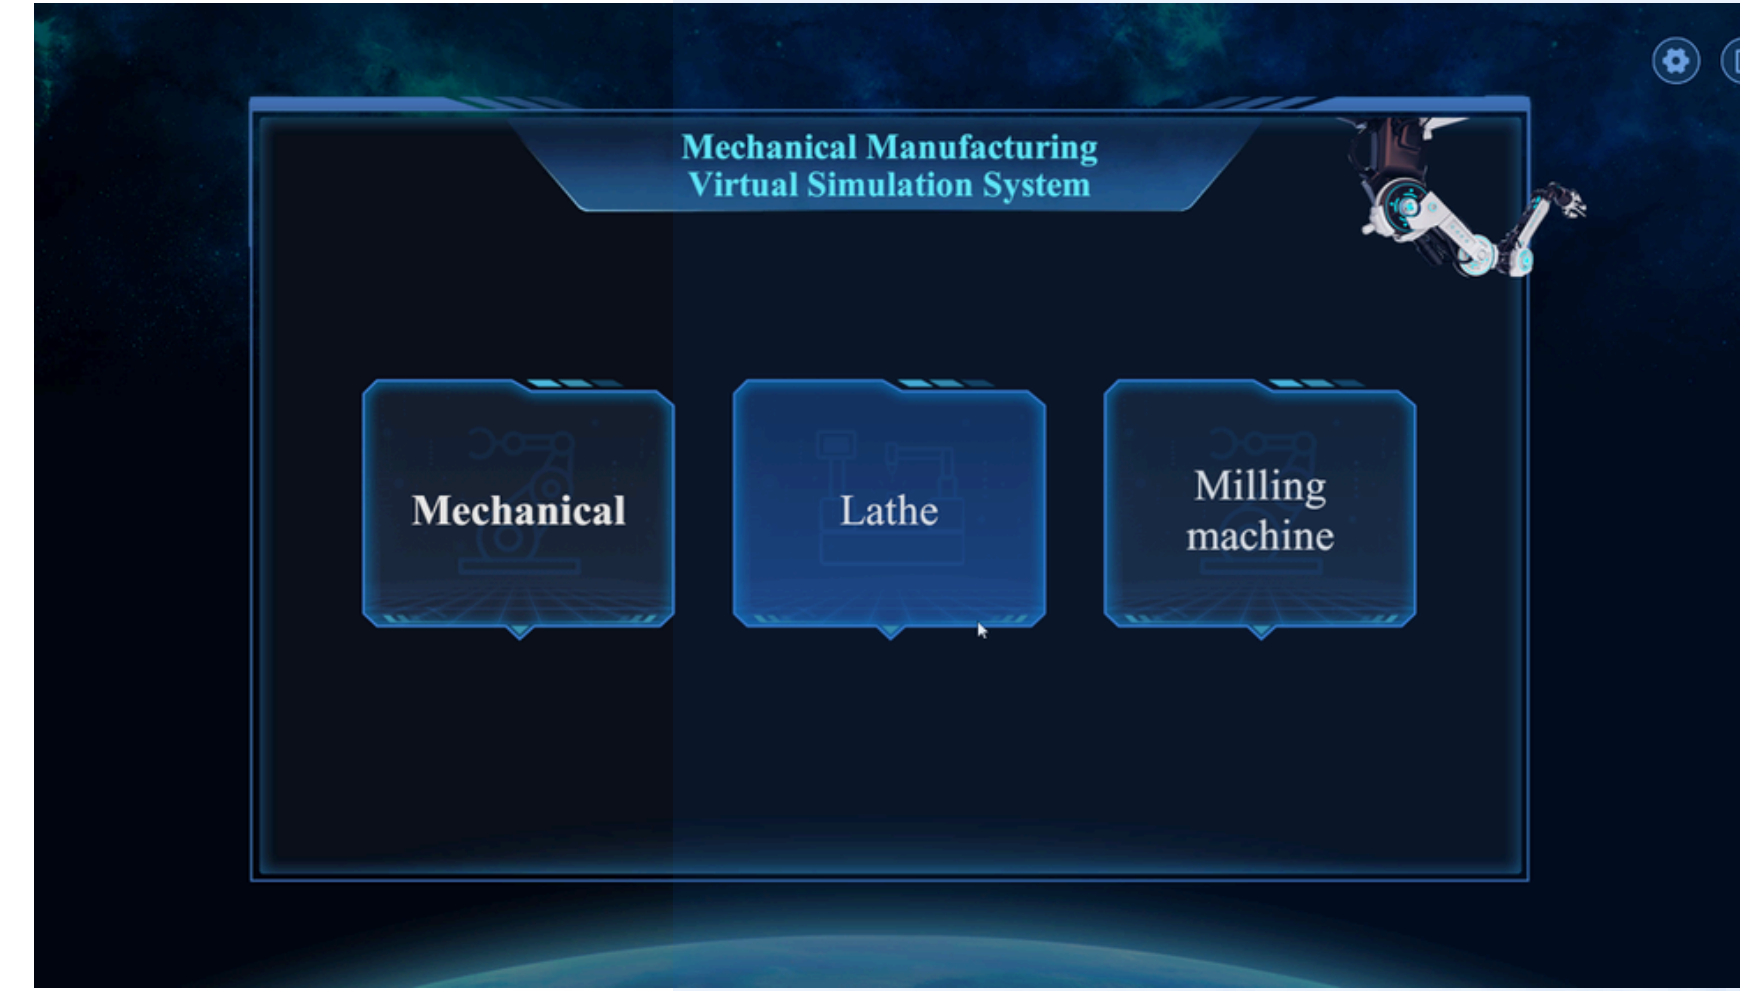 Mechanical Manufacturing
Virtual Simulation System
Mechanical
Lathe
Milling
machine